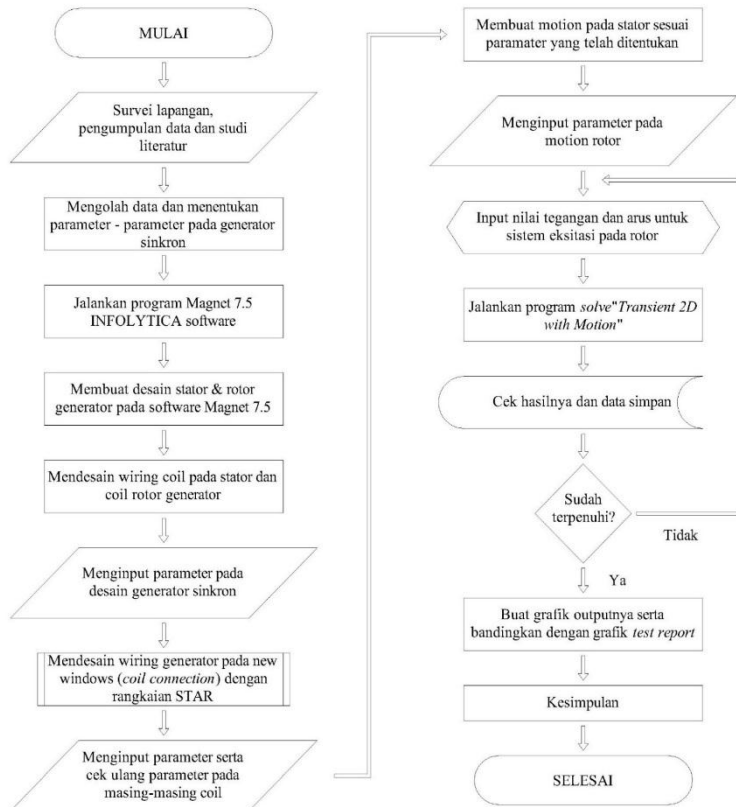 MULAI
Survei lapangan,
pengumpulan data dan studi
literatur
Mengolah data dan menentukan
parameter - parameter pada generator
sinkron
Jalankan program Magnet 7.5
INFOLYTICA software
Membuat desain stator & rotor
generator pada software Magnet 7.5
Mendesain wiring coil pada stator dan
coil rotor generator
Menginput parameter pada
desain generator sinkron
Mendesain wiring generator pada new
windows (coil connection) dengan
rangkaian STAR
Menginput parameter serta
cek ulang parameter pada
masing-masing coil
Membuat motion pada stator sesuai
paramater yang telah ditentukan
Menginput parameter pada
motion rotor
Input nilai tegangan dan arus untuk
sistem eksitasi pada rotor
Jalankan program solve"Transient 2D
with Motion"
Cek hasilnya dan data simpan
Sudah
terpenuhi?
Tidak
Ya
Buat grafik outputnya serta
bandingkan dengan grafik test report
Kesimpulan
SELESAI